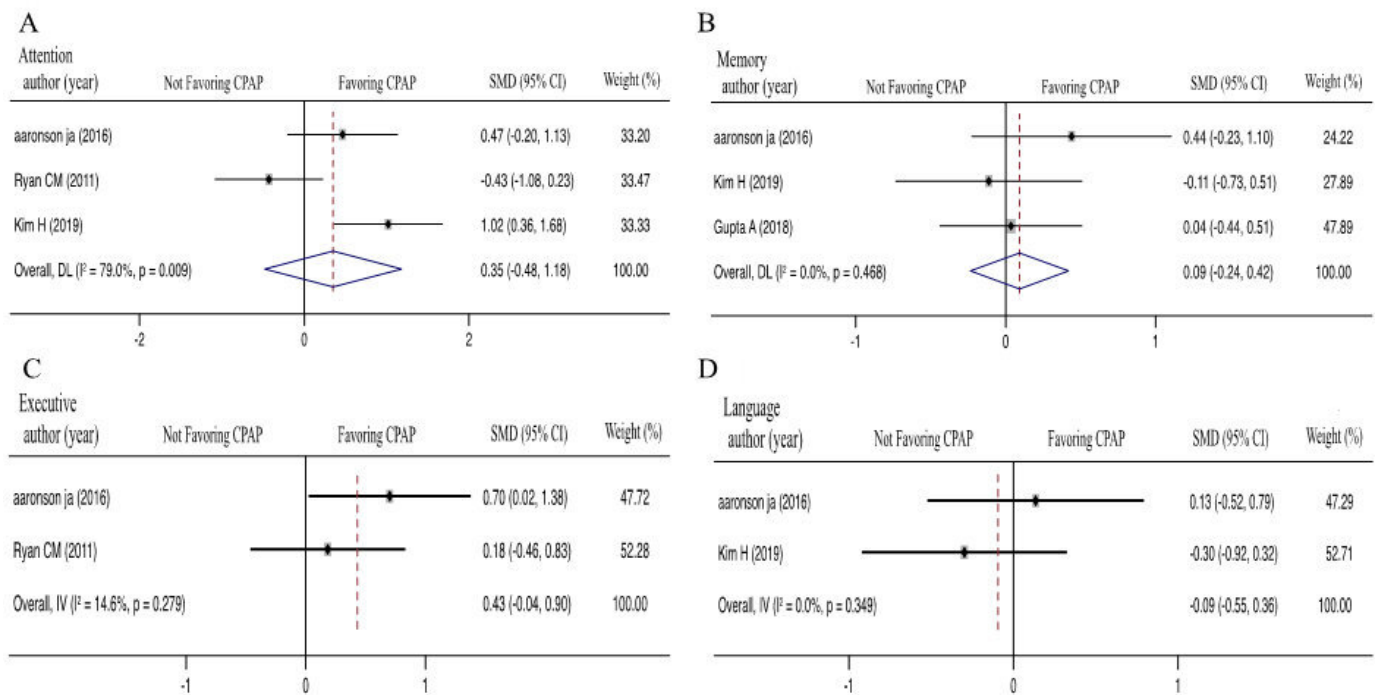 A
Attention
author (year) Not Favoring CPAP Favoring CPAP SMD (95% CI) Weight (%)
aaronson ja (2016) 0.47 (-0.20, 1.13) 33.20
Ryan CM (2011) -0.43 (-1.08, 0.23) 33.47
Kim H (2019) 1.02 (0.36, 1.68) 33.33
Overall, DL (I² = 79.0%, p = 0.009) 0.35 (-0.48, 1.18) 100.00
-2 0 2
B
Memory
author (year) Not Favoring CPAP Favoring CPAP SMD (95% CI) Weight (%)
aaronson ja (2016) 0.44 (-0.23, 1.10) 24.22
Kim H (2019) -0.11 (-0.73, 0.51) 27.89
Gupta A (2018) 0.04 (-0.44, 0.51) 47.89
Overall, DL (I² = 0.0%, p = 0.468) 0.09 (-0.24, 0.42) 100.00
-1 0 1
C
Executive
author (year) Not Favoring CPAP Favoring CPAP SMD (95% CI) Weight (%)
aaronson ja (2016) 0.70 (0.02, 1.38) 47.72
Ryan CM (2011) 0.18 (-0.46, 0.83) 52.28
Overall, IV (I² = 14.6%, p = 0.279) 0.43 (-0.04, 0.90) 100.00
-1 0 1
D
Language
author (year) Not Favoring CPAP Favoring CPAP SMD (95% CI) Weight (%)
aaronson ja (2016) 0.13 (-0.52, 0.79) 47.29
Kim H (2019) -0.30 (-0.92, 0.32) 52.71
Overall, IV (I² = 0.0%, p = 0.349) -0.09 (-0.55, 0.36) 100.00
-1 0 1